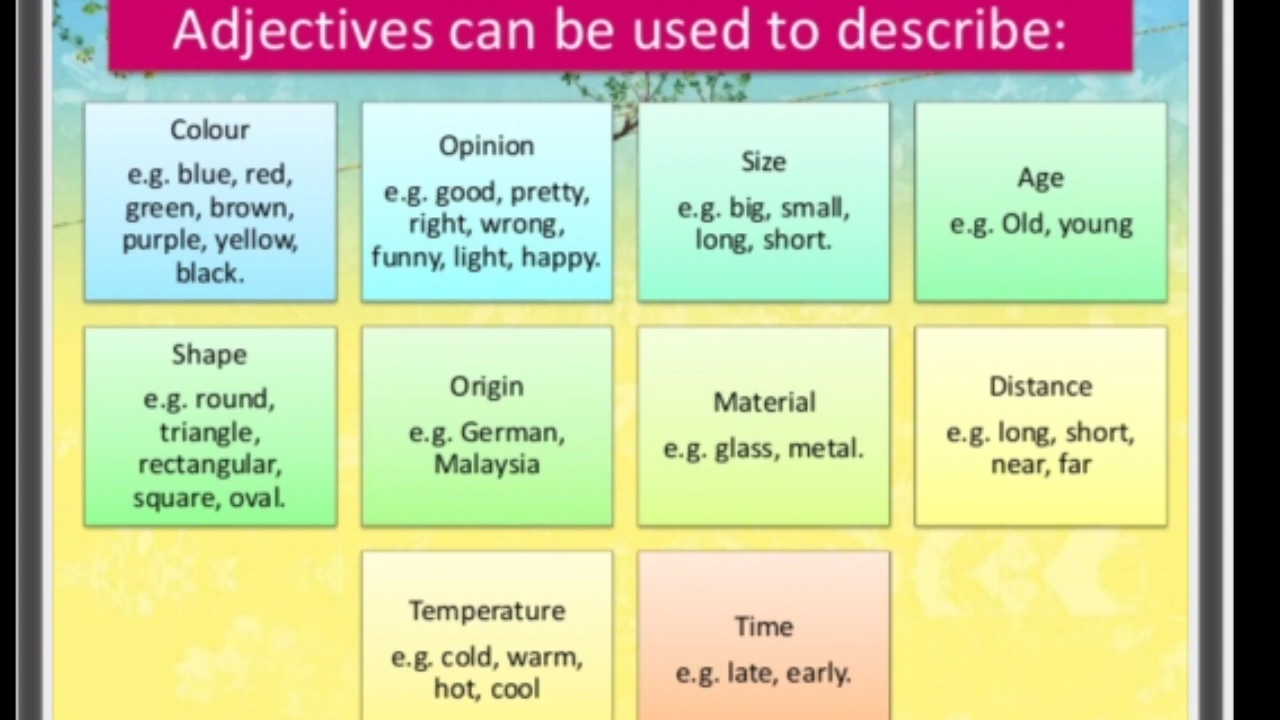 Adjectives can be used to describe:
Colour
e.g. blue, red,
green, brown,
purple, yellow,
black.
Opinion
e.g. good, pretty,
right, wrong,
funny, light, happy.
Size
e.g. big, small,
long, short.
Age
e.g. Old, young
Shape
e.g. round,
triangle,
rectangular,
square, oval.
Origin
e.g. German,
Malaysia
Material
e.g. glass, metal.
Distance
e.g. long, short,
near, far
Temperature
e.g. cold, warm,
hot, cool
Time
e.g. late, early.